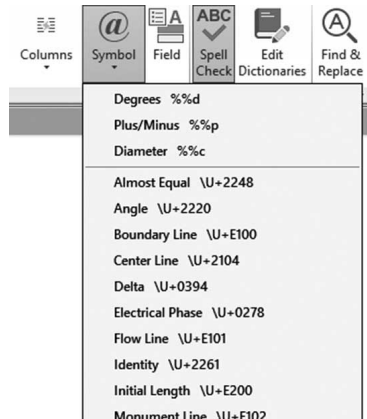 @ A ABC A
Columns Symbol Field Spell Check Edit Dictionaries Find & Replace
Degrees %%d
Plus/Minus %%p
Diameter %%c
Almost Equal \U+2248
Angle \U+2220
Boundary Line \U+E100
Center Line \U+2104
Delta \U+0394
Electrical Phase \U+0278
Flow Line \U+E101
Identity \U+2261
Initial Length \U+E200
Monument Line \U+E102